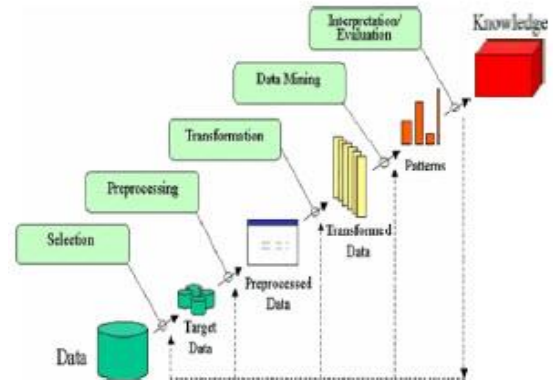 Interpretation/
Evaluation
Knowledge
Data Mining
Transformation
Patterns
Preprocessing
Transformed
Data
Selection
Preprocessed
Data
Target
Data
Data